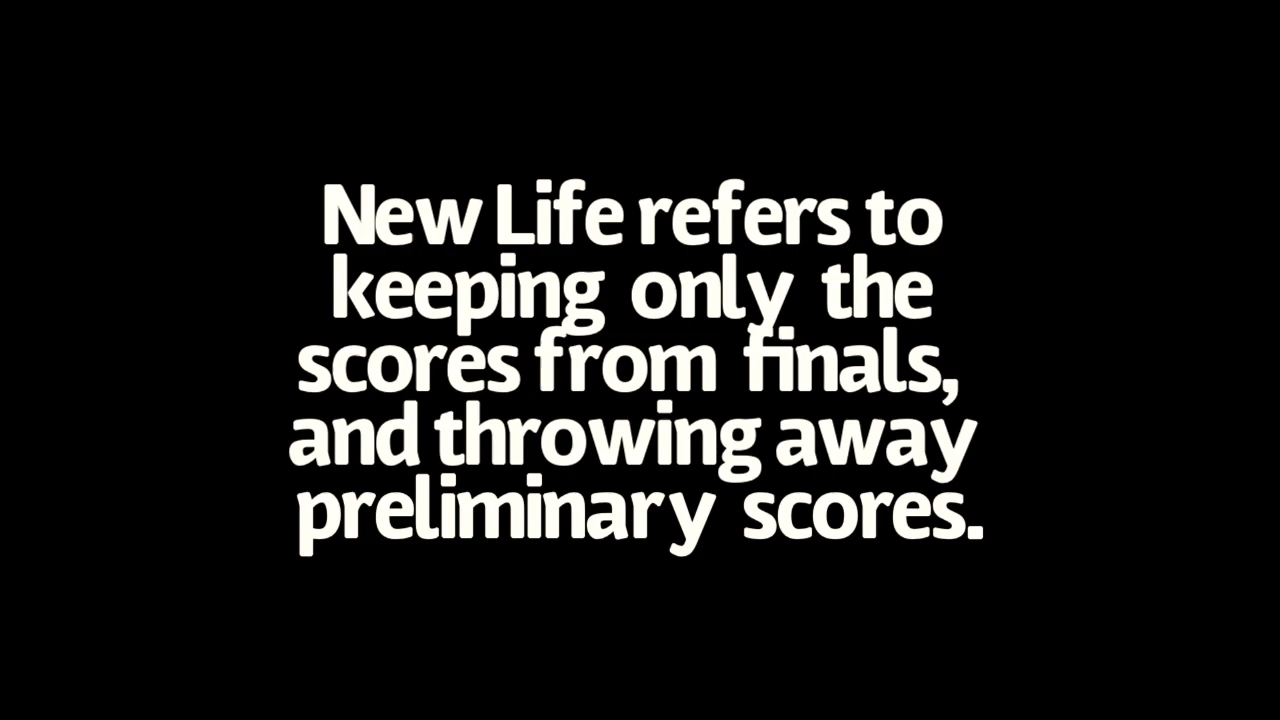 New Life refers to
keeping only the
scores from finals,
and throwing away
preliminary scores.